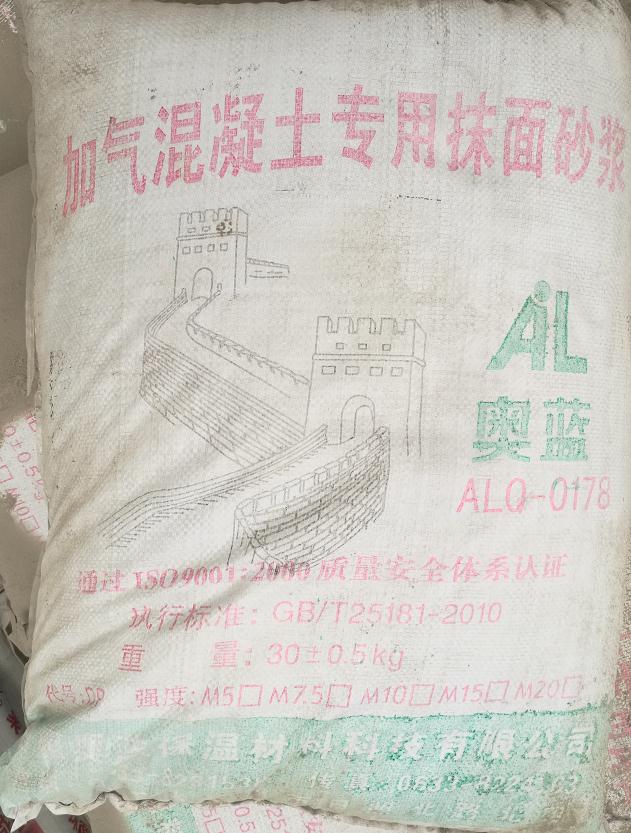 加气混凝土专用抹面砂浆
AL
奥蓝
ALQ-0178
通过ISO9001:2000质量安全体系认证
执行标准: GB/T25181-2010
重 量: 30±0.5kg
代号:DP 强度: M5□ M7.5□ M10□ M15□ M20□
保温材料科技有限公司